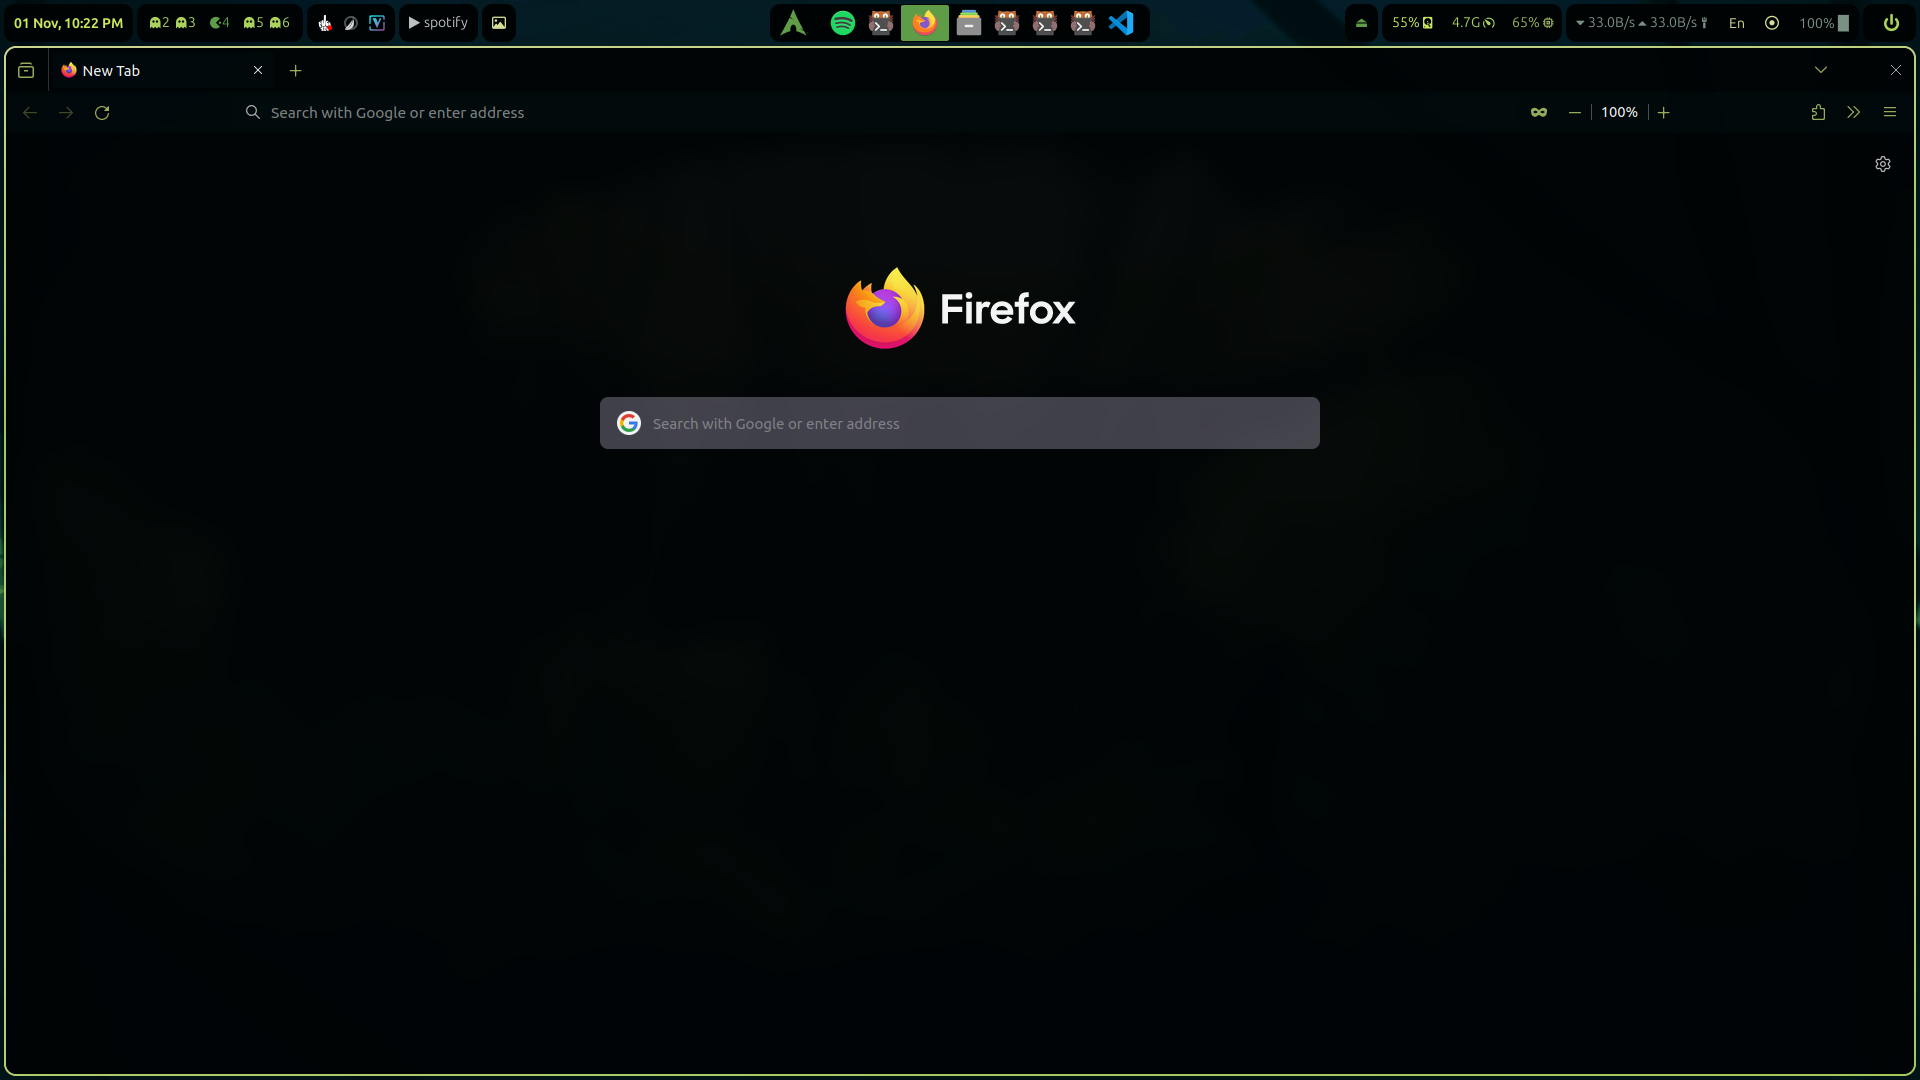 01 Nov, 10:22 PM
2 3 4 5 6
spotify
55% 4.7G 65%
33.0B/s 33.0B/s
En
100%
New Tab
Search with Google or enter address
100%
Firefox
Search with Google or enter address